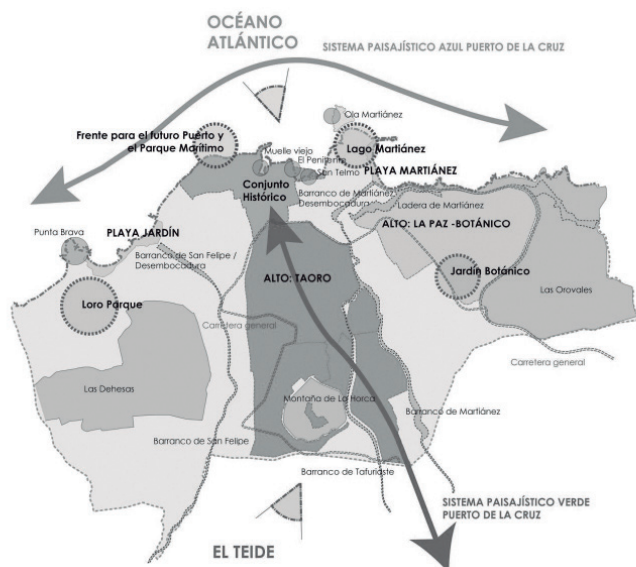 OCÉANO
ATLÁNTICO
SISTEMA PAISAJÍSTICO AZUL PUERTO DE LA CRUZ
Ola Martiánez
Frente para el futuro Puerto y
el Parque Marítimo
Lago Martiánez
Muelle viejo
El Penitente
San Telmo
PLAYA MARTIÁNEZ
Conjunto
Histórico
Barranco de Martiánez/
Desembocadura
Ladera de Martiánez
PLAYA JARDÍN
Punta Brava
ALTO: LA PAZ -BOTÁNICO
Barranco de San Felipe /
Desembocadura
ALTO: TAORO
Jardín Botánico
Loro Parque
Las Orovales
Carretera general
Carretera general
Las Dehesas
Montaña de La Horca
Barranco de Martiánez
Barranco de San Felipe
Barranco de Tafuriaste
SISTEMA PAISAJÍSTICO VERDE
PUERTO DE LA CRUZ
EL TEIDE